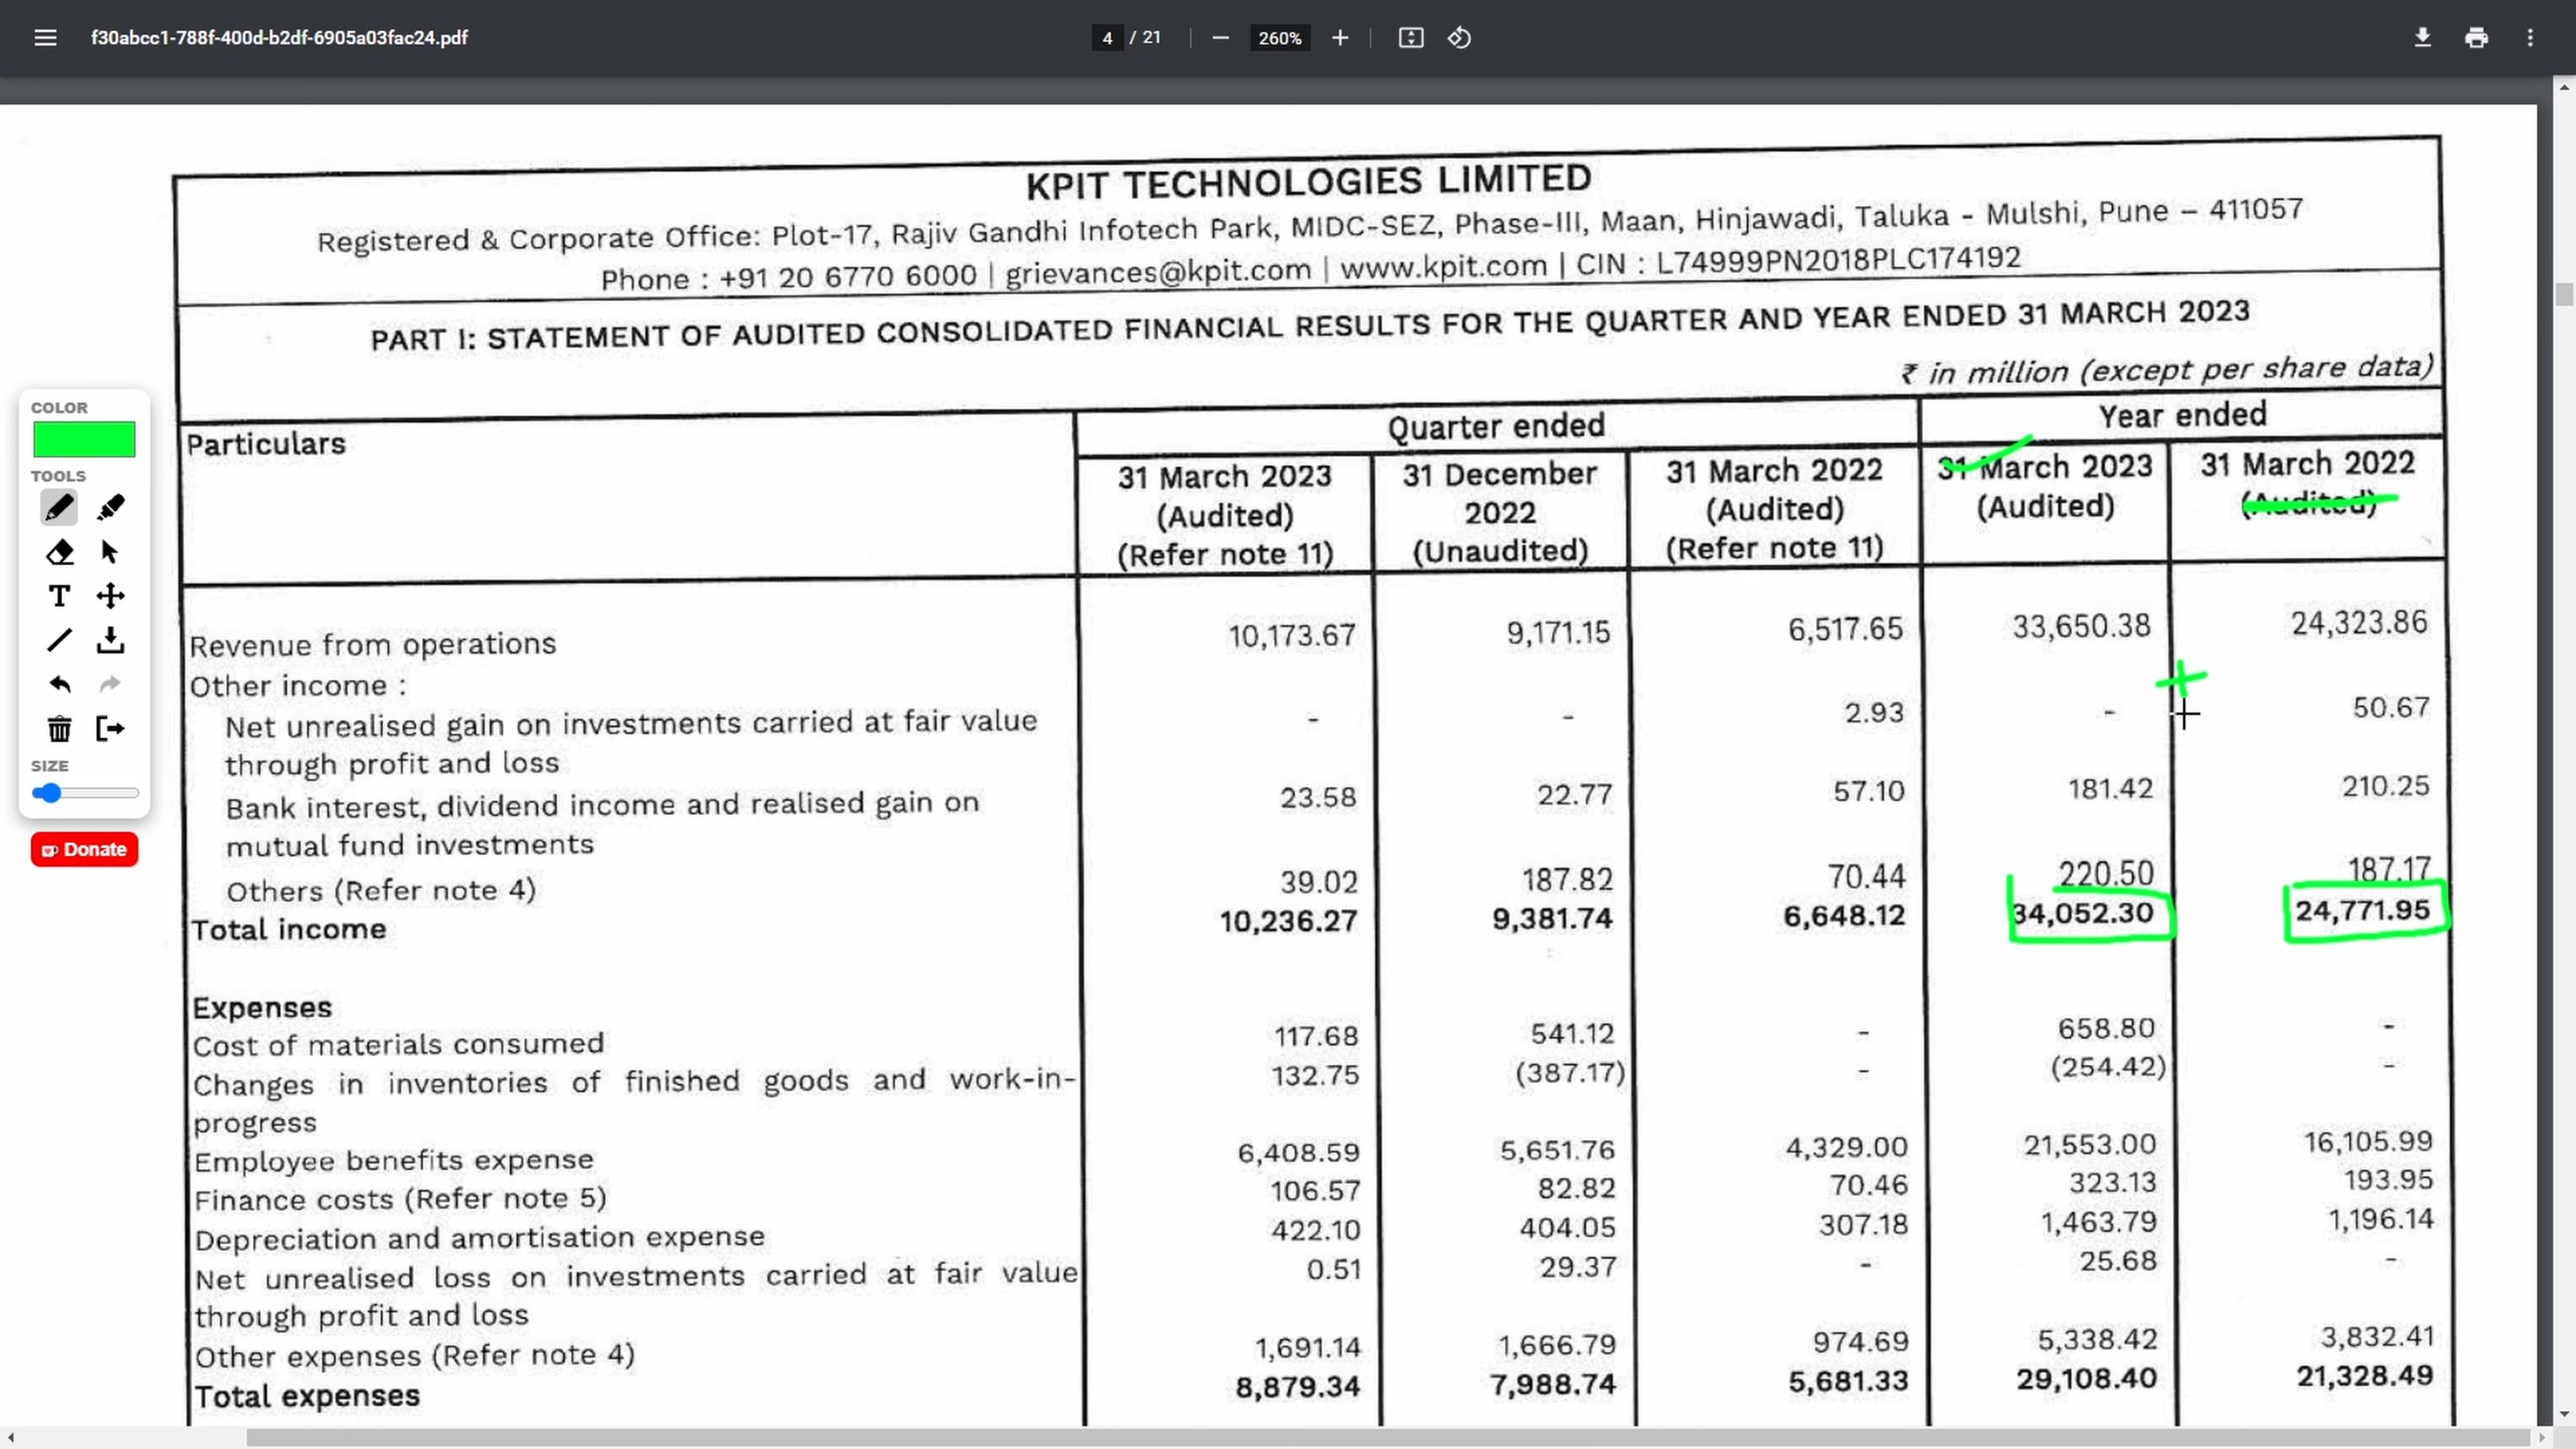 f30abcc1-788f-400d-b2df-6905a03fac24.pdf
4 / 21
260%
KPIT TECHNOLOGIES LIMITED
Registered & Corporate Office: Plot-17, Rajiv Gandhi Infotech Park, MIDC-SEZ, Phase-III, Maan, Hinjawadi, Taluka - Mulshi, Pune – 411057
Phone : +91 20 6770 6000 | grievances@kpit.com | www.kpit.com | CIN : L74999PN2018PLC174192
PART I: STATEMENT OF AUDITED CONSOLIDATED FINANCIAL RESULTS FOR THE QUARTER AND YEAR ENDED 31 MARCH 2023
₹ in million (except per share data)
Particulars Quarter ended Year ended
31 March 2023 31 December 31 March 2022 31 March 2023 31 March 2022
(Audited) 2022 (Audited) (Audited) (Audited)
(Refer note 11) (Unaudited) (Refer note 11)
Revenue from operations 10,173.67 9,171.15 6,517.65 33,650.38 24,323.86
Other income :
Net unrealised gain on investments carried at fair value - - 2.93 - 50.67
through profit and loss
Bank interest, dividend income and realised gain on 23.58 22.77 57.10 181.42 210.25
mutual fund investments
Others (Refer note 4) 39.02 187.82 70.44 220.50 187.17
Total income 10,236.27 9,381.74 6,648.12 34,052.30 24,771.95
Expenses
Cost of materials consumed 117.68 541.12 - 658.80 -
Changes in inventories of finished goods and work-in- 132.75 (387.17) - (254.42) -
progress
Employee benefits expense 6,408.59 5,651.76 4,329.00 21,553.00 16,105.99
Finance costs (Refer note 5) 106.57 82.82 70.46 323.13 193.95
Depreciation and amortisation expense 422.10 404.05 307.18 1,463.79 1,196.14
Net unrealised loss on investments carried at fair value 0.51 29.37 - 25.68 -
through profit and loss
Other expenses (Refer note 4) 1,691.14 1,666.79 974.69 5,338.42 3,832.41
Total expenses 8,879.34 7,988.74 5,681.33 29,108.40 21,328.49
COLOR
TOOLS
T
SIZE
Donate